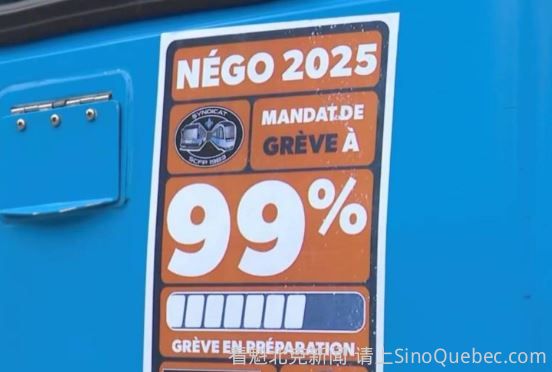 NÉGO 2025
SYNDICAT
SCFP 1983
MANDAT DE
GRÈVE À
99%
GRÈVE EN PRÉPARATION
看魁北克新闻 请上SinoQuebec.com